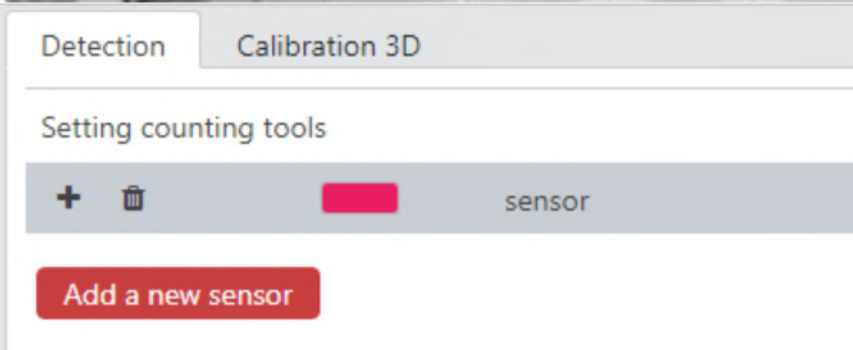 Detection Calibration 3D
Setting counting tools
sensor
Add a new sensor